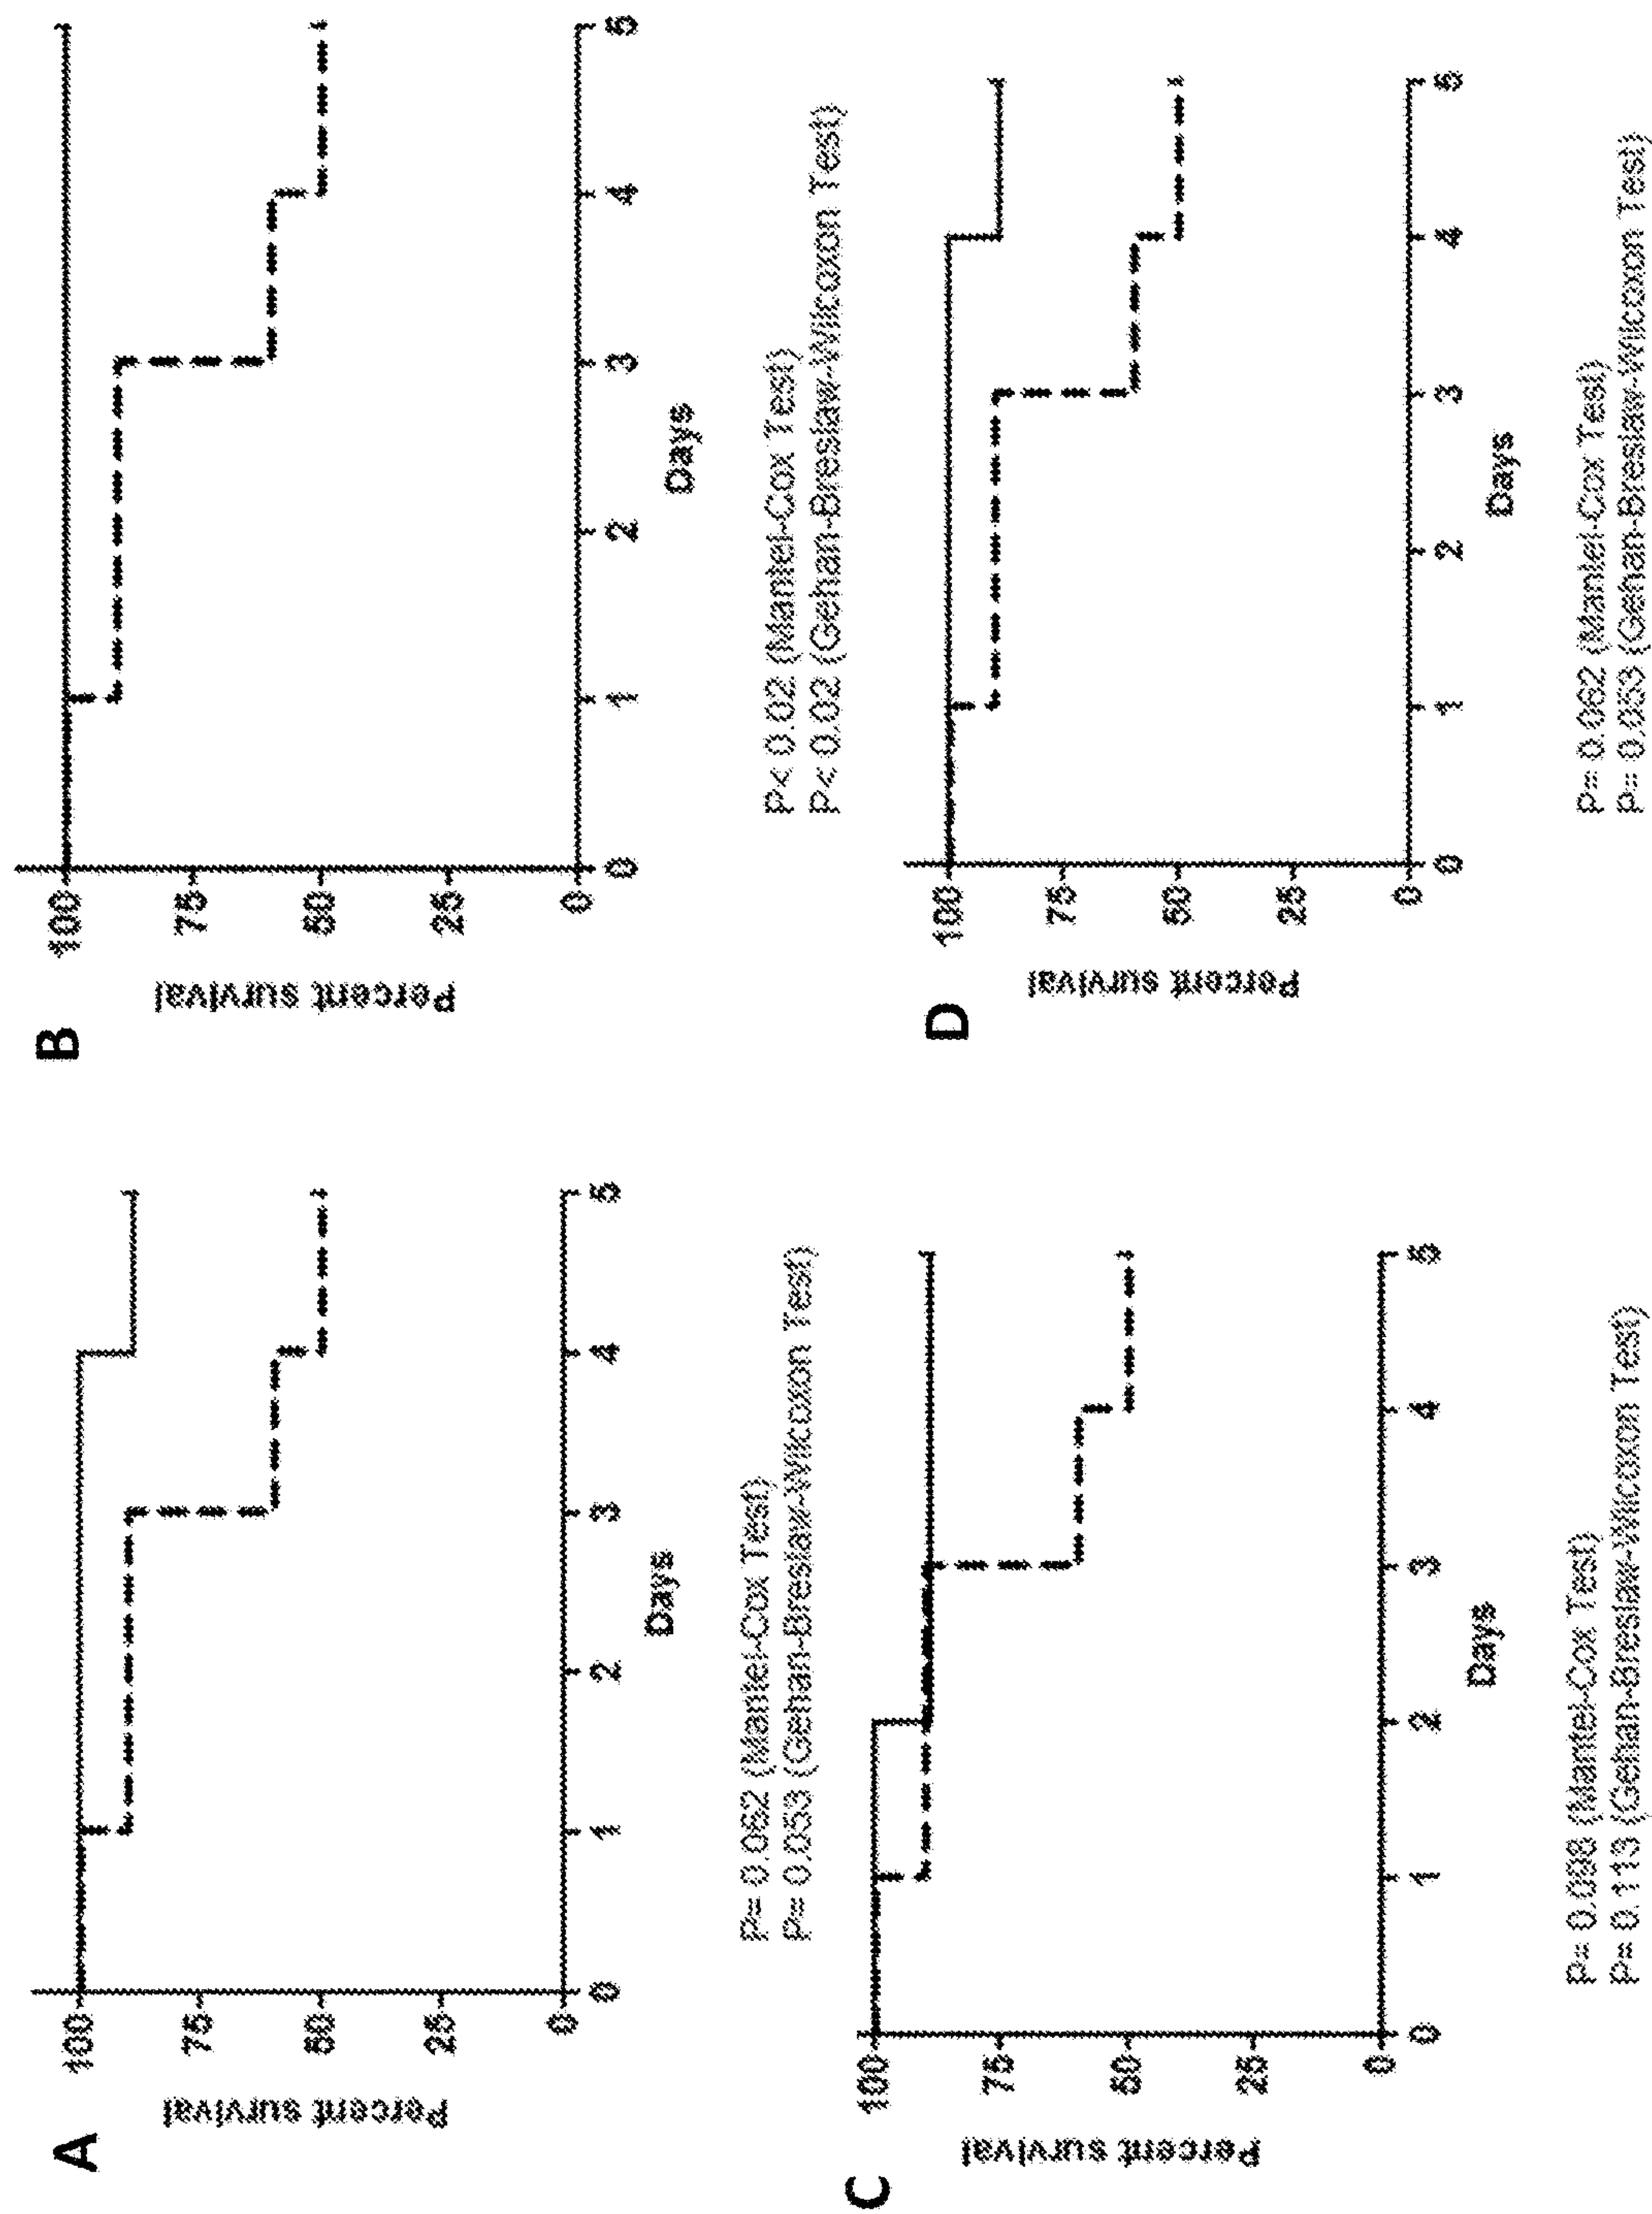 A
Percent survival
100
75
50
25
0
0 1 2 3 4 5
Days
P= 0.062 (Mantel-Cox Test)
P= 0.053 (Gehan-Breslaw-Wilcoxon Test)
B
Percent survival
100
75
50
25
0
0 1 2 3 4 5
Days
P< 0.02 (Mantel-Cox Test)
P< 0.02 (Gehan-Breslaw-Wilcoxon Test)
C
Percent survival
100
75
50
25
0
0 1 2 3 4 5
Days
P= 0.098 (Mantel-Cox Test)
P= 0.113 (Gehan-Breslaw-Wilcoxon Test)
D
Percent survival
100
75
50
25
0
0 1 2 3 4 5
Days
P= 0.062 (Mantel-Cox Test)
P= 0.053 (Gehan-Breslaw-Wilcoxon Test)